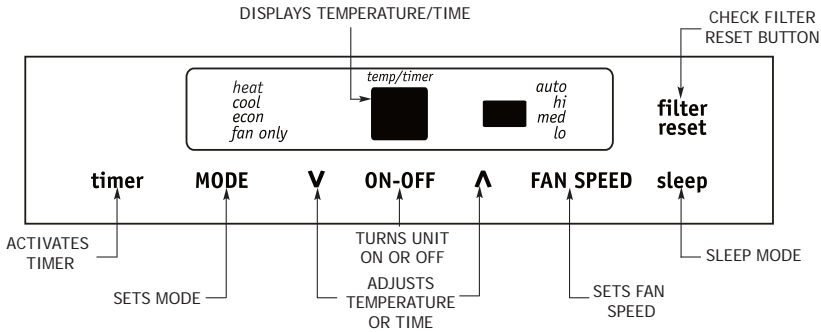 DISPLAYS TEMPERATURE/TIME
CHECK FILTER
RESET BUTTON
temp/timer
heat
cool
econ
fan only
auto
hi
med
lo
filter
reset
timer MODE V ON-OFF Λ FAN SPEED sleep
ACTIVATES
TIMER
SETS MODE
TURNS UNIT
ON OR OFF
ADJUSTS
TEMPERATURE
OR TIME
SETS FAN
SPEED
SLEEP MODE